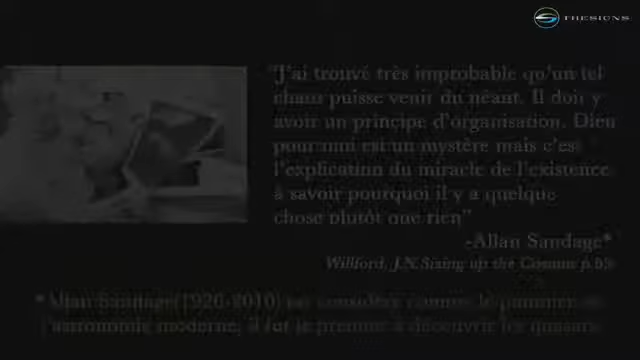 THESIGNS
"J'ai trouvé très improbable qu'un tel
chaos puisse venir du néant. Il doit y
avoir un principe d'organisation. Dieu
pour moi est un mystère mais c'est
l'explication du miracle de l'existence
à savoir pourquoi il y a quelque
chose plutôt que rien"
-Allan Sandage*
Willford, J.N. Sizing up the Cosmos p.
*Allan Sandage(1926-2010) est considéré comme le
l'astronomie moderne, il fut le premier à découvrir les quasars